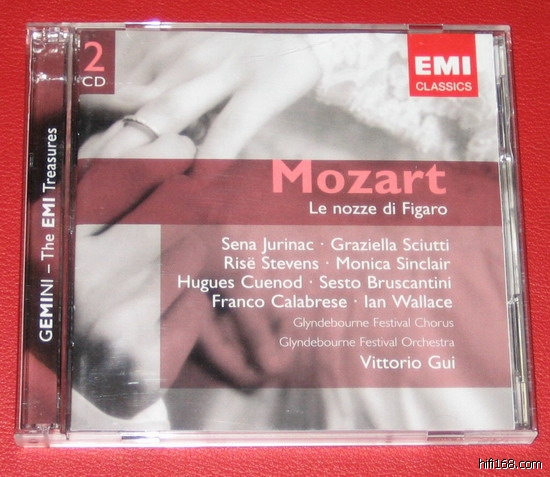 GEMINI – The EMI Treasures
2
CD
EMI
CLASSICS
Mozart
Le nozze di Figaro
Sena Jurinac · Graziella Sciutti
Risë Stevens · Monica Sinclair
Hugues Cuenod · Sesto Bruscantini
Franco Calabrese · Ian Wallace
Glyndebourne Festival Chorus
Glyndebourne Festival Orchestra
Vittorio Gui
hifi168.com